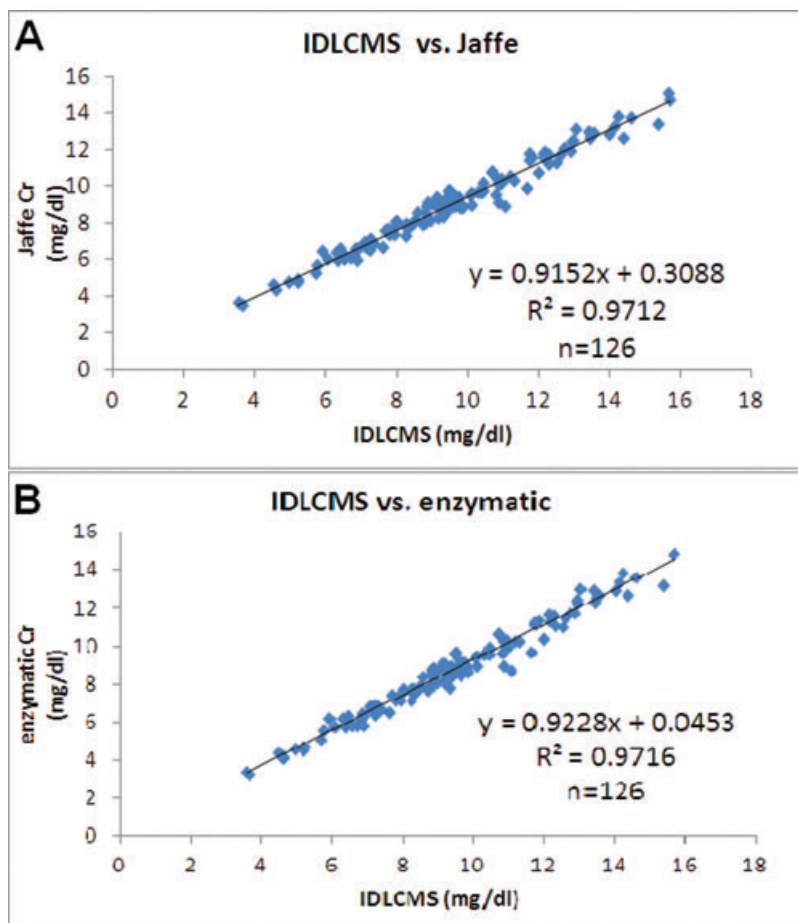 A
IDLCMS vs. Jaffe
16
14
12
10
8
6
4
2
0
Jaffe Cr
(mg/dl)
y = 0.9152x + 0.3088
R² = 0.9712
n=126
0 2 4 6 8 10 12 14 16 18
IDLCMS (mg/dl)
B
IDLCMS vs. enzymatic
16
14
12
10
8
6
4
2
0
enzymatic Cr
(mg/dl)
y = 0.9228x + 0.0453
R² = 0.9716
n=126
0 2 4 6 8 10 12 14 16 18
IDLCMS (mg/dl)